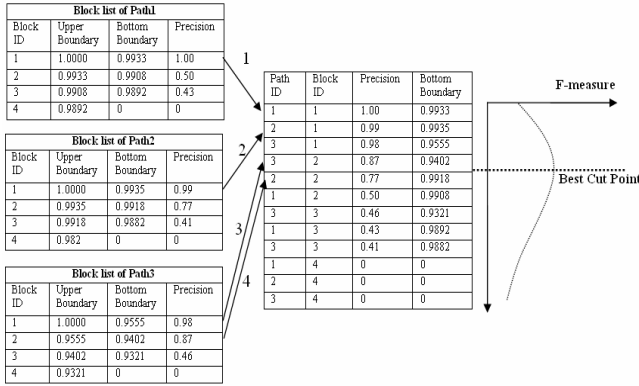 Block list of Path1
Block ID Upper Boundary Bottom Boundary Precision
1 1.0000 0.9933 1.00
2 0.9933 0.9908 0.50
3 0.9908 0.9892 0.43
4 0.9892 0 0
Block list of Path2
Block ID Upper Boundary Bottom Boundary Precision
1 1.0000 0.9935 0.99
2 0.9935 0.9918 0.77
3 0.9918 0.9882 0.41
4 0.982 0 0
Block list of Path3
Block ID Upper Boundary Bottom Boundary Precision
1 1.0000 0.9555 0.98
2 0.9555 0.9402 0.87
3 0.9402 0.9321 0.46
4 0.9321 0 0
1
2
3
4
Path ID Block ID Precision Bottom Boundary
1 1 1.00 0.9933
2 1 0.99 0.9935
3 1 0.98 0.9555
3 2 0.87 0.9402
2 2 0.77 0.9918
1 2 0.50 0.9908
3 3 0.46 0.9321
1 3 0.43 0.9892
3 3 0.41 0.9882
1 4 0 0
2 4 0 0
3 4 0 0
F-measure
Best Cut Point